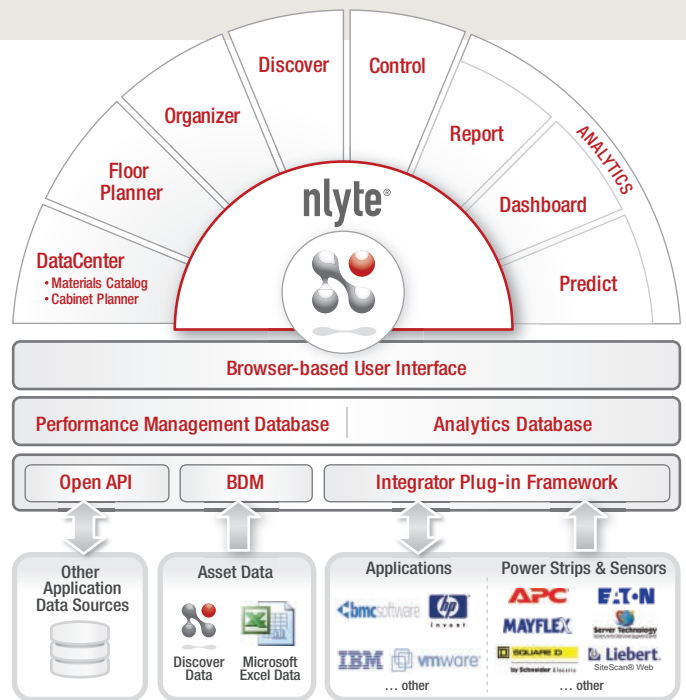 Discover
Control
Organizer
Report
ANALYTICS
Floor
Planner
Dashboard
nlyte®
DataCenter
• Materials Catalog
• Cabinet Planner
Predict
Browser-based User Interface
Performance Management Database
Analytics Database
Open API
BDM
Integrator Plug-in Framework
Other
Application
Data Sources
Asset Data
Discover
Data
Microsoft
Excel Data
Applications
bmcsoftware
hp
invent
IBM
vmware
... other
Power Strips & Sensors
APC
EATON
MAYFLEX
Server Technology
SQUARE D
by Schneider Electric
Liebert.
SiteScan® Web
... other